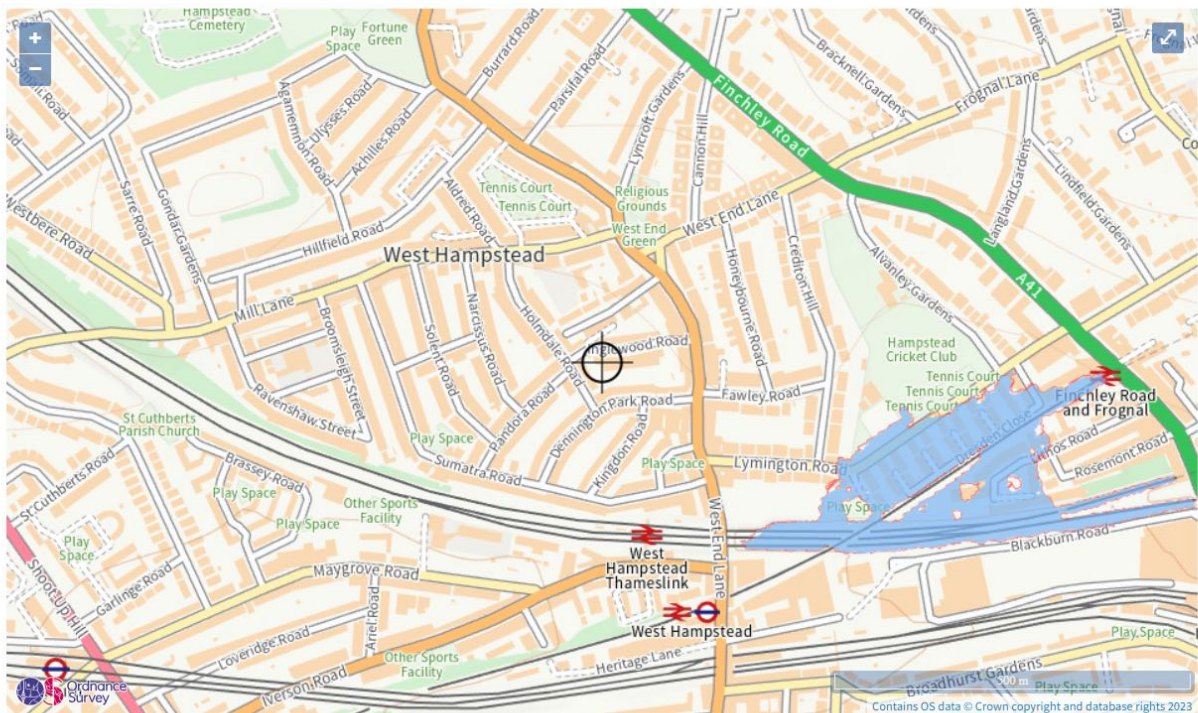 Hampstead
Cemetery
Play
Space
Fortune
Green
Burrard Road
Parsifal Road
Bracknell Gardens
Frognal Lane
Finchley Road
Agamemnon Road
Ulysses Road
Achilles Road
Lyncroft Gardens
Cannon Hill
Langland Gardens
Lindfield Gardens
Sarre Road
Gondar Gardens
Aldred Road
Tennis Court
Tennis Court
Religious
Grounds
West End
Green
West End Lane
Westbere Road
Hillfield Road
West Hampstead
Mill Lane
Broomsleigh Street
Solent Road
Narcissus Road
Holmdale Road
Inglewood Road
Honeybourne Road
Crediton Hill
Alvanley Gardens
A41
Hampstead
Cricket Club
Tennis Court
Tennis Court
Tennis Court
Finchley Road
and Frognal
Ravenshaw Street
Pandora Road
Dennington Park Road
Fawley Road
Kingdon Road
St Cuthberts
Parish Church
Play Space
Sumatra Road
Play Space
Lymington Road
Dresden Close
Rosemont Road
St Cuthberts Road
Brassey Road
Play Space
Play Space
Other Sports
Facility
Play Space
West End Lane
Blackburn Road
Play
Space
Shoot Up Hill
Garlinge Road
Maygrove Road
Ariel Road
West
Hampstead
Thameslink
West Hampstead
Loveridge Road
Iverson Road
Other Sports
Facility
Heritage Lane
Broadhurst Gardens
Play Space
Play Space
500 m
Ordnance
Survey
Contains OS data © Crown copyright and database rights 2023